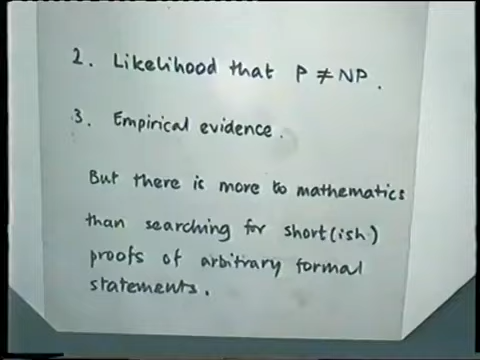 2. Likelihood that P ≠ NP.
3. Empirical evidence.
But there is more to mathematics
than searching for short(ish)
proofs of arbitrary formal
statements.